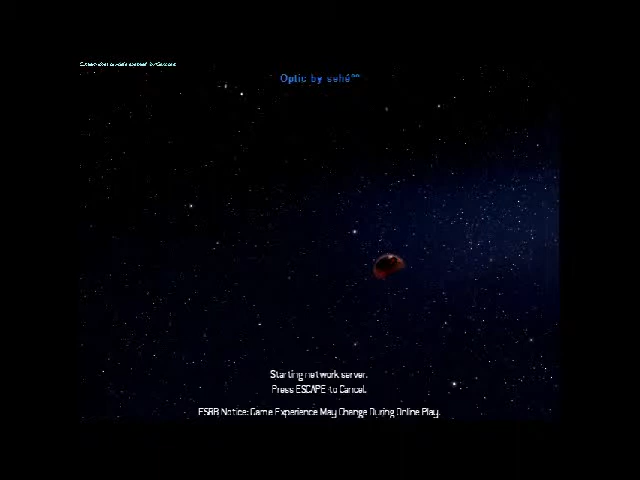 Optic by sehé^^
Starting network server.
Press ESCAPE to Cancel.
ESRB Notice: Game Experience May Change During Online Play.